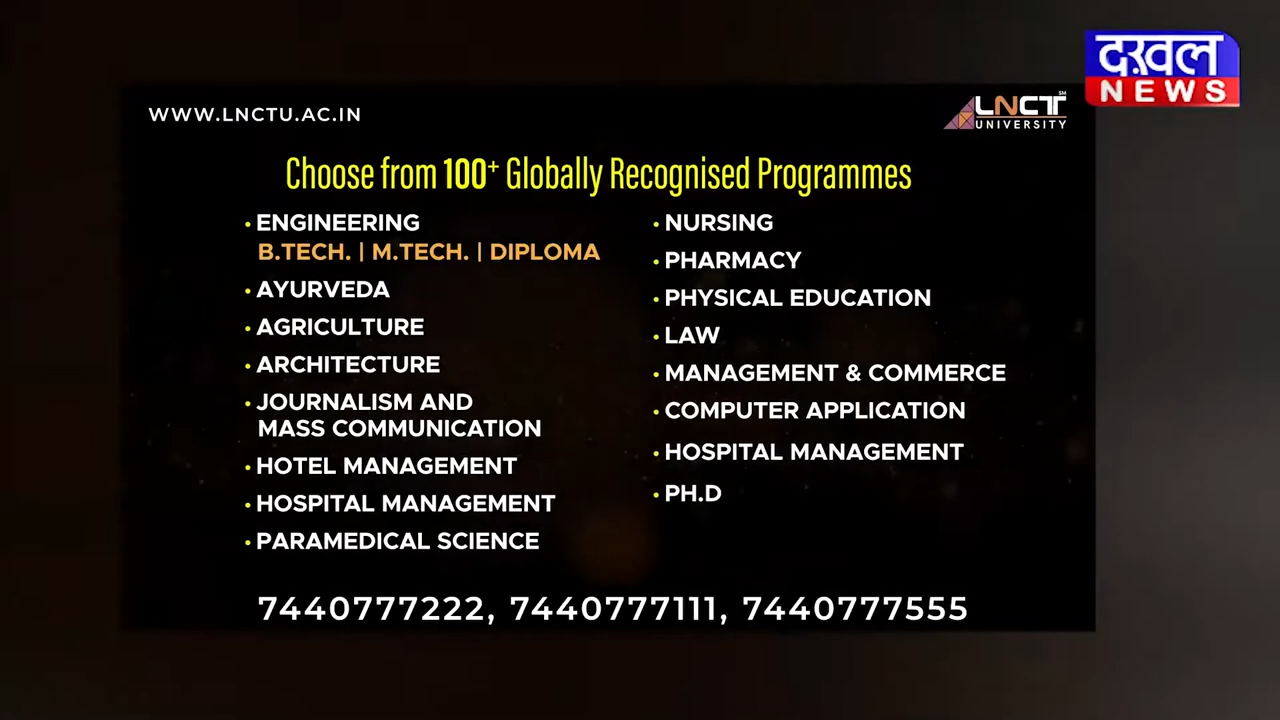 दख़ल
NEWS
WWW.LNCTU.AC.IN
LNCT SM
UNIVERSITY
Choose from 100+ Globally Recognised Programmes
• ENGINEERING
B.TECH. | M.TECH. | DIPLOMA
• AYURVEDA
• AGRICULTURE
• ARCHITECTURE
• JOURNALISM AND
MASS COMMUNICATION
• HOTEL MANAGEMENT
• HOSPITAL MANAGEMENT
• PARAMEDICAL SCIENCE
• NURSING
• PHARMACY
• PHYSICAL EDUCATION
• LAW
• MANAGEMENT & COMMERCE
• COMPUTER APPLICATION
• HOSPITAL MANAGEMENT
• PH.D
7440777222, 7440777111, 7440777555